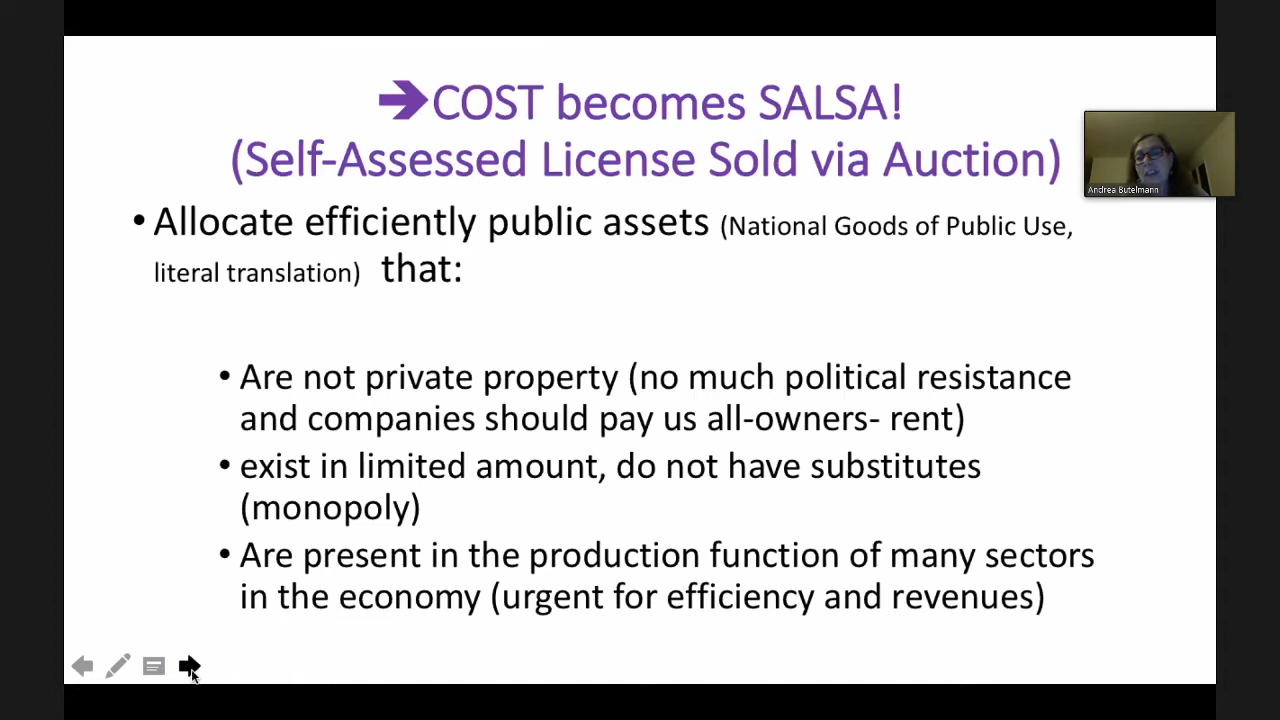 ➔COST becomes SALSA!
(Self-Assessed License Sold via Auction)
• Allocate efficiently public assets (National Goods of Public Use,
literal translation) that:
• Are not private property (no much political resistance
and companies should pay us all-owners- rent)
• exist in limited amount, do not have substitutes
(monopoly)
• Are present in the production function of many sectors
in the economy (urgent for efficiency and revenues)
Andrea Butelmann